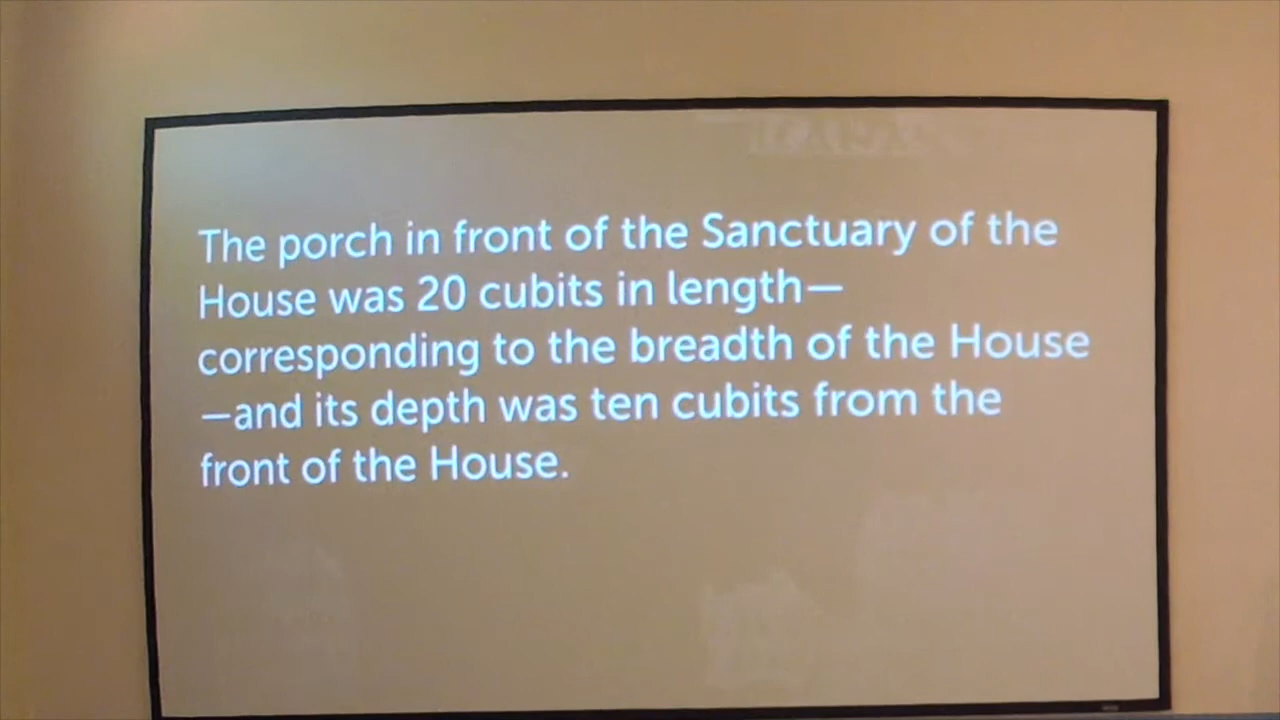 The porch in front of the Sanctuary of the
House was 20 cubits in length—
corresponding to the breadth of the House
—and its depth was ten cubits from the
front of the House.